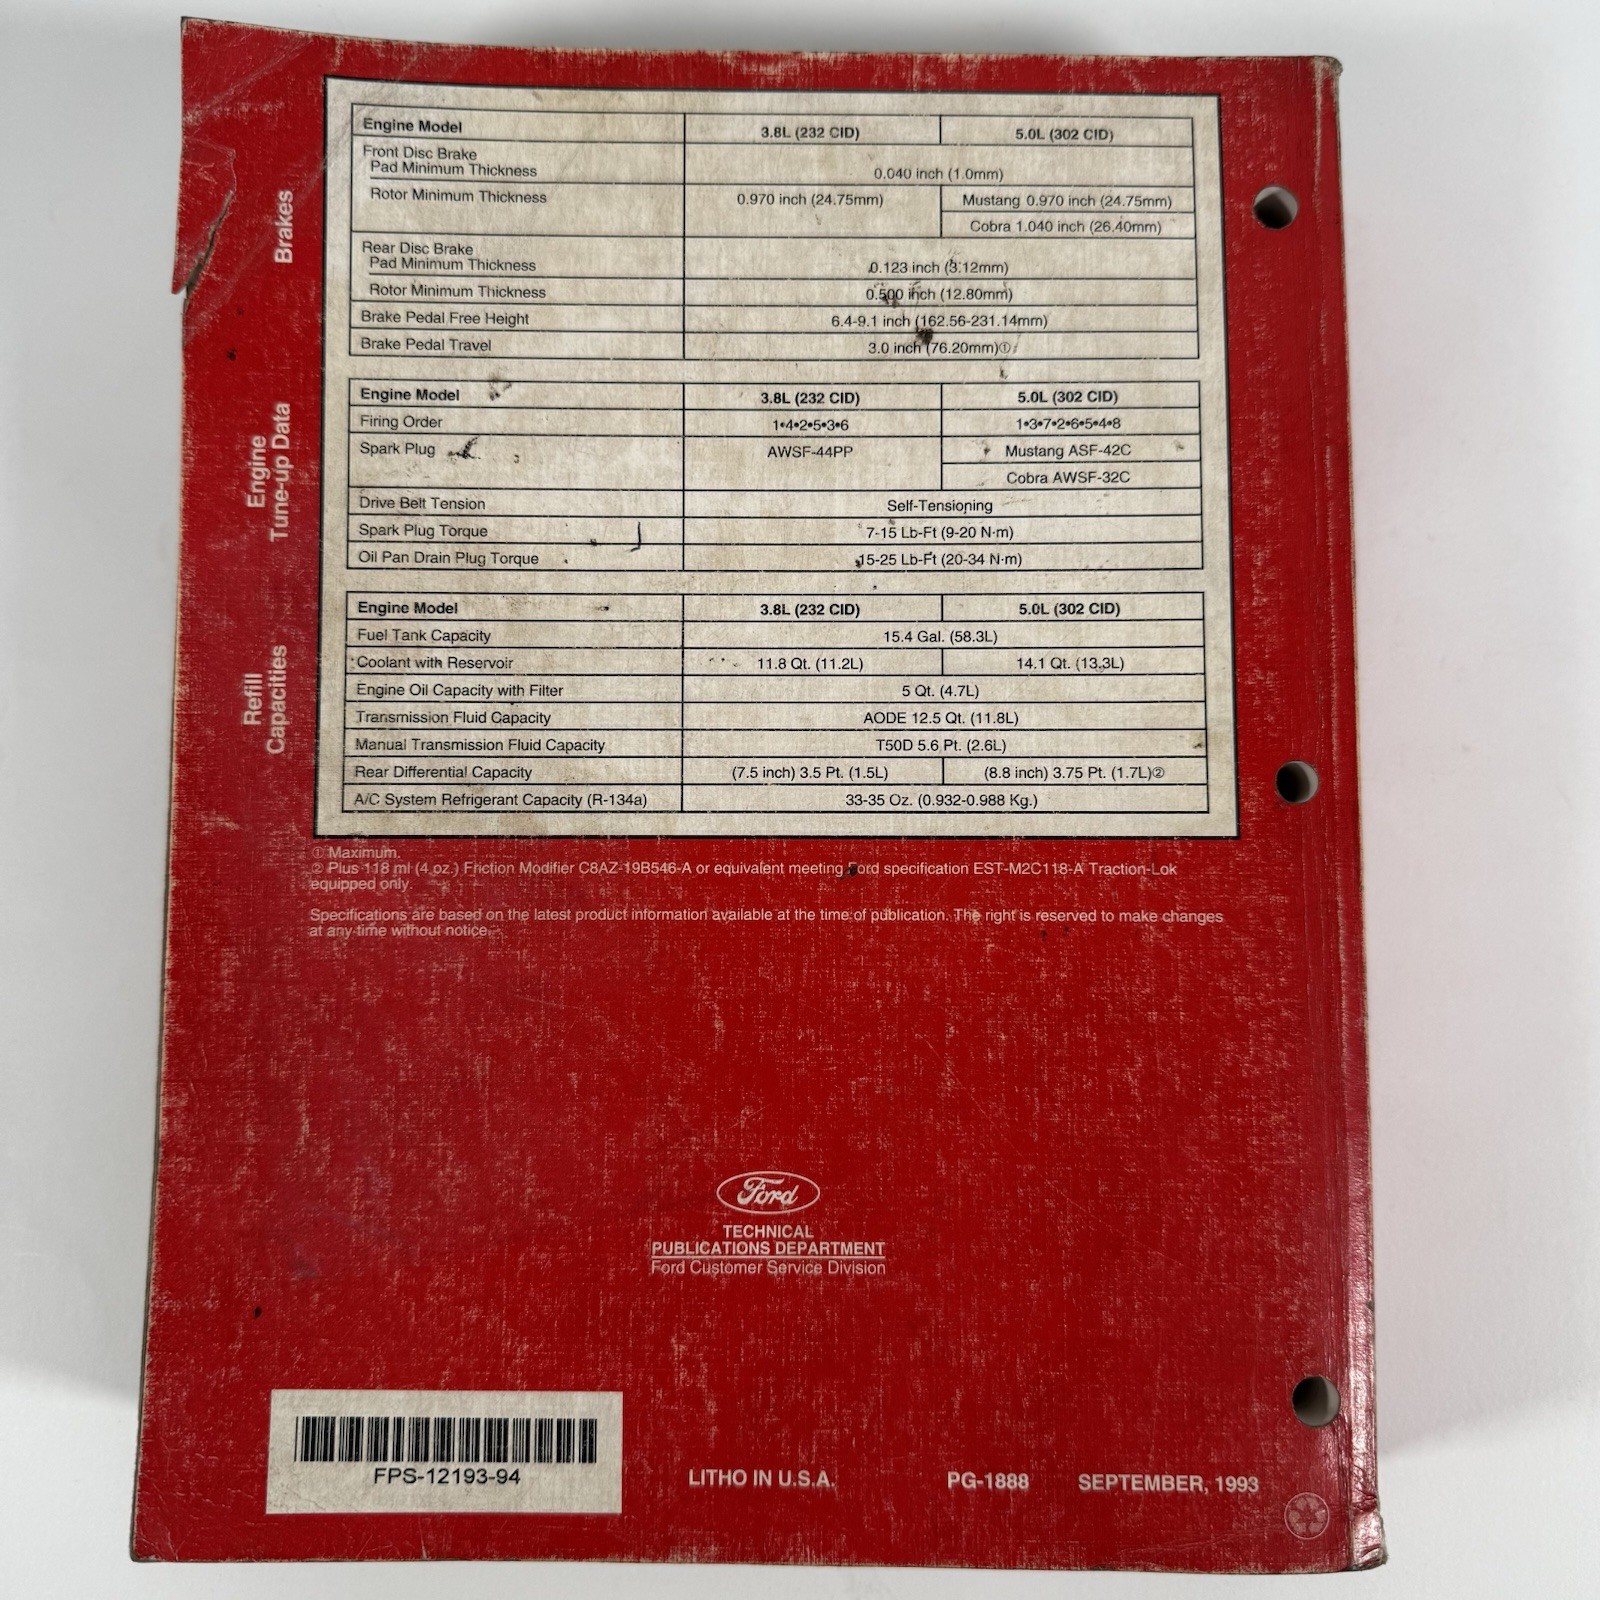 Brakes
Engine Model 3.8L (232 CID) 5.0L (302 CID)
Front Disc Brake
Pad Minimum Thickness 0.040 inch (1.0mm)
Rotor Minimum Thickness 0.970 inch (24.75mm) Mustang 0.970 inch (24.75mm)
Cobra 1.040 inch (26.40mm)
Rear Disc Brake
Pad Minimum Thickness 0.123 inch (3.12mm)
Rotor Minimum Thickness 0.500 inch (12.80mm)
Brake Pedal Free Height 6.4-9.1 inch (162.56-231.14mm)
Brake Pedal Travel 3.0 inch (76.20mm)①
Engine
Tune-up Data
Engine Model 3.8L (232 CID) 5.0L (302 CID)
Firing Order 1•4•2•5•3•6 1•3•7•2•6•5•4•8
Spark Plug AWSF-44PP Mustang ASF-42C
Cobra AWSF-32C
Drive Belt Tension Self-Tensioning
Spark Plug Torque 7-15 Lb-Ft (9-20 N·m)
Oil Pan Drain Plug Torque 15-25 Lb-Ft (20-34 N·m)
Refill
Capacities
Engine Model 3.8L (232 CID) 5.0L (302 CID)
Fuel Tank Capacity 15.4 Gal. (58.3L)
Coolant with Reservoir 11.8 Qt. (11.2L) 14.1 Qt. (13.3L)
Engine Oil Capacity with Filter 5 Qt. (4.7L)
Transmission Fluid Capacity AODE 12.5 Qt. (11.8L)
Manual Transmission Fluid Capacity T50D 5.6 Pt. (2.6L)
Rear Differential Capacity (7.5 inch) 3.5 Pt. (1.5L) (8.8 inch) 3.75 Pt. (1.7L)②
A/C System Refrigerant Capacity (R-134a) 33-35 Oz. (0.932-0.988 Kg.)
① Maximum.
② Plus 118 ml (4 oz.) Friction Modifier C8AZ-19B546-A or equivalent meeting Ford specification EST-M2C118-A Traction-Lok
equipped only.
Specifications are based on the latest product information available at the time of publication. The right is reserved to make changes
at any time without notice.
Ford
TECHNICAL
PUBLICATIONS DEPARTMENT
Ford Customer Service Division
FPS-12193-94
LITHO IN U.S.A. PG-1888 SEPTEMBER, 1993